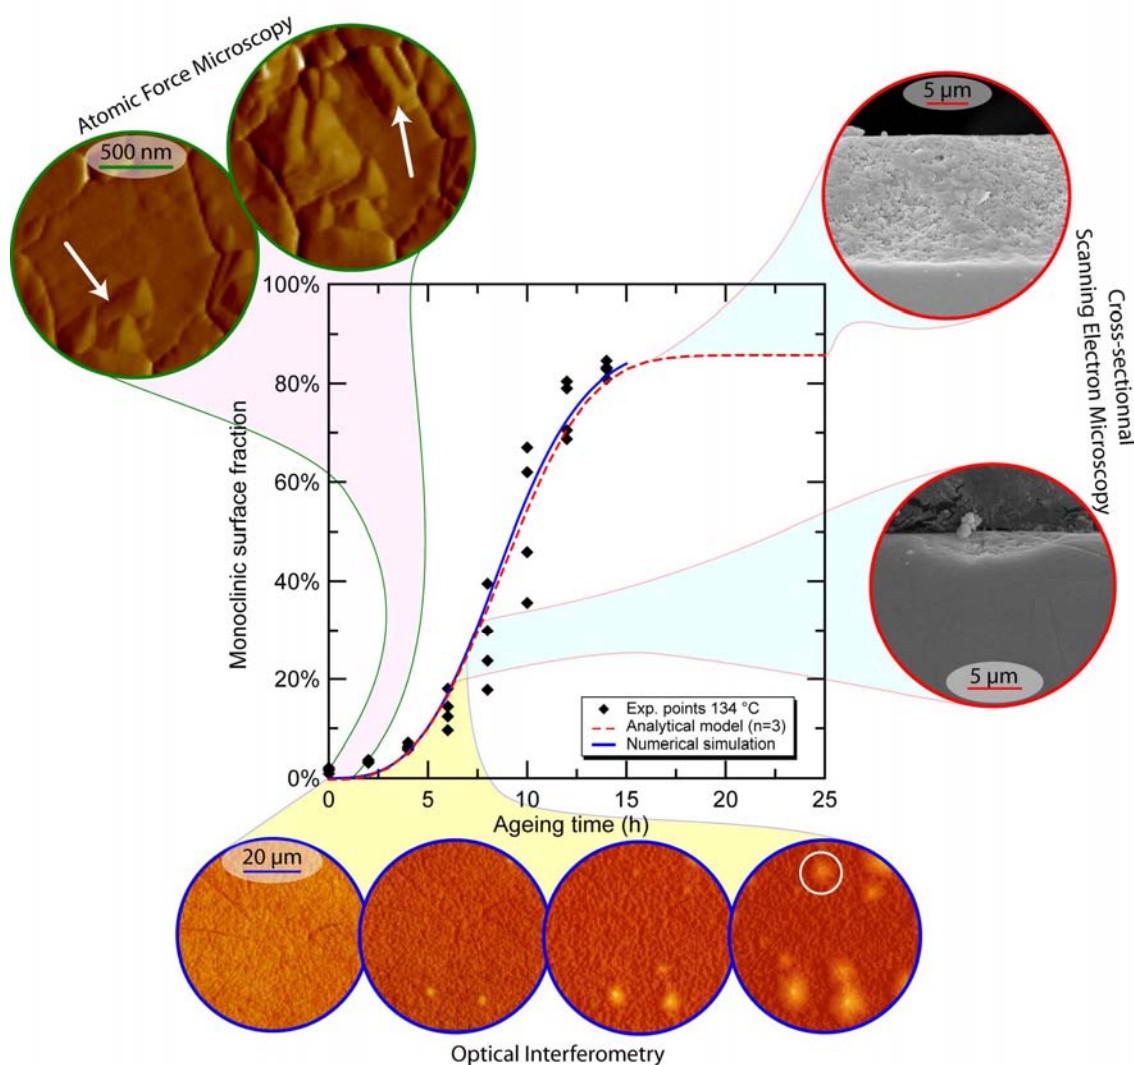 Atomic Force Microscopy
500 nm
5 µm
Cross-sectionnal
Scanning Electron Microscopy
5 µm
100%
80%
60%
40%
20%
0%
Monoclinic surface fraction
0
5
10
15
20
25
Ageing time (h)
Exp. points 134 °C
Analytical model (n=3)
Numerical simulation
20 µm
Optical Interferometry